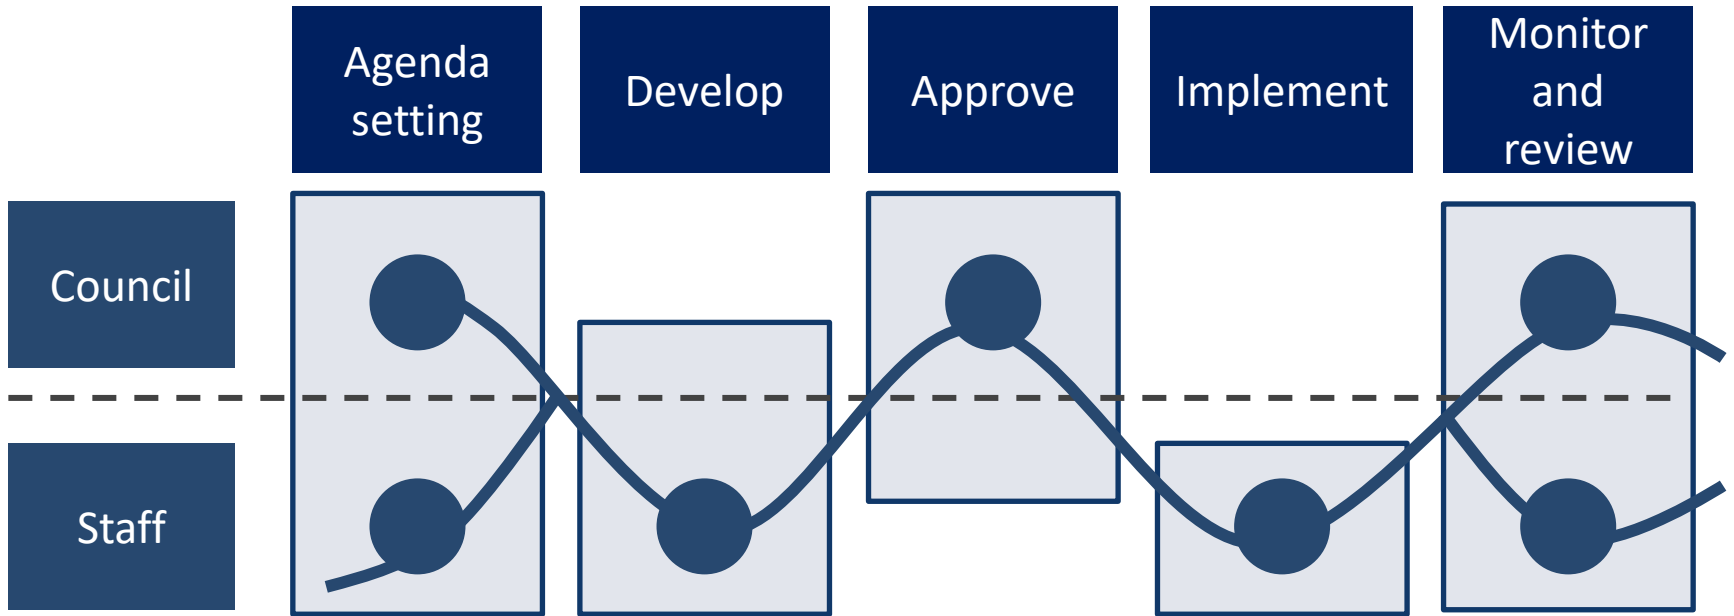 Agenda
setting
Develop
Approve
Implement
Monitor
and
review
Council
Staff